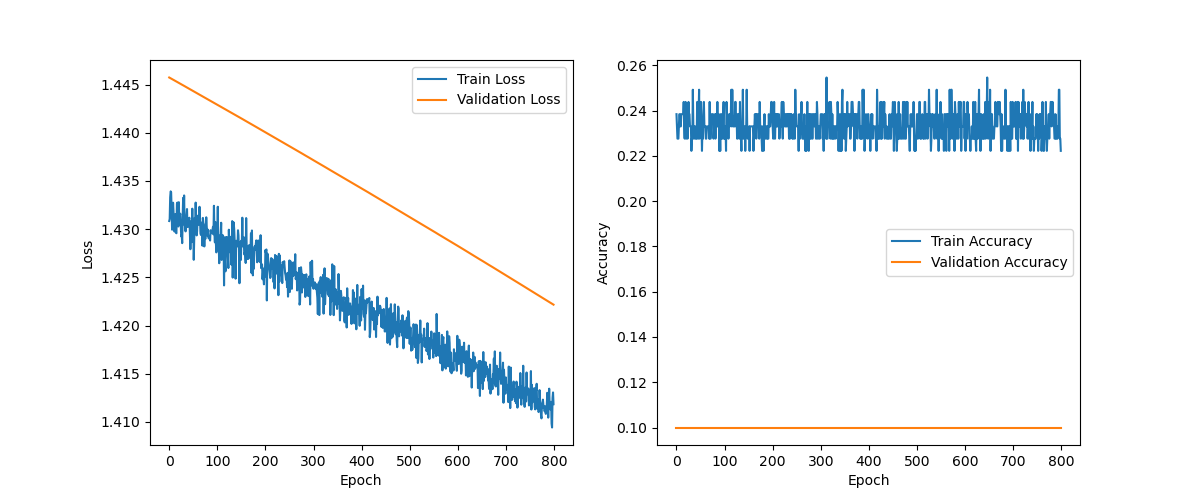 Train Loss
Validation Loss
1.445
1.440
1.435
1.430
1.425
1.420
1.415
1.410
Loss
0 100 200 300 400 500 600 700 800
Epoch
Train Accuracy
Validation Accuracy
0.26
0.24
0.22
0.20
0.18
0.16
0.14
0.12
0.10
Accuracy
0 100 200 300 400 500 600 700 800
Epoch